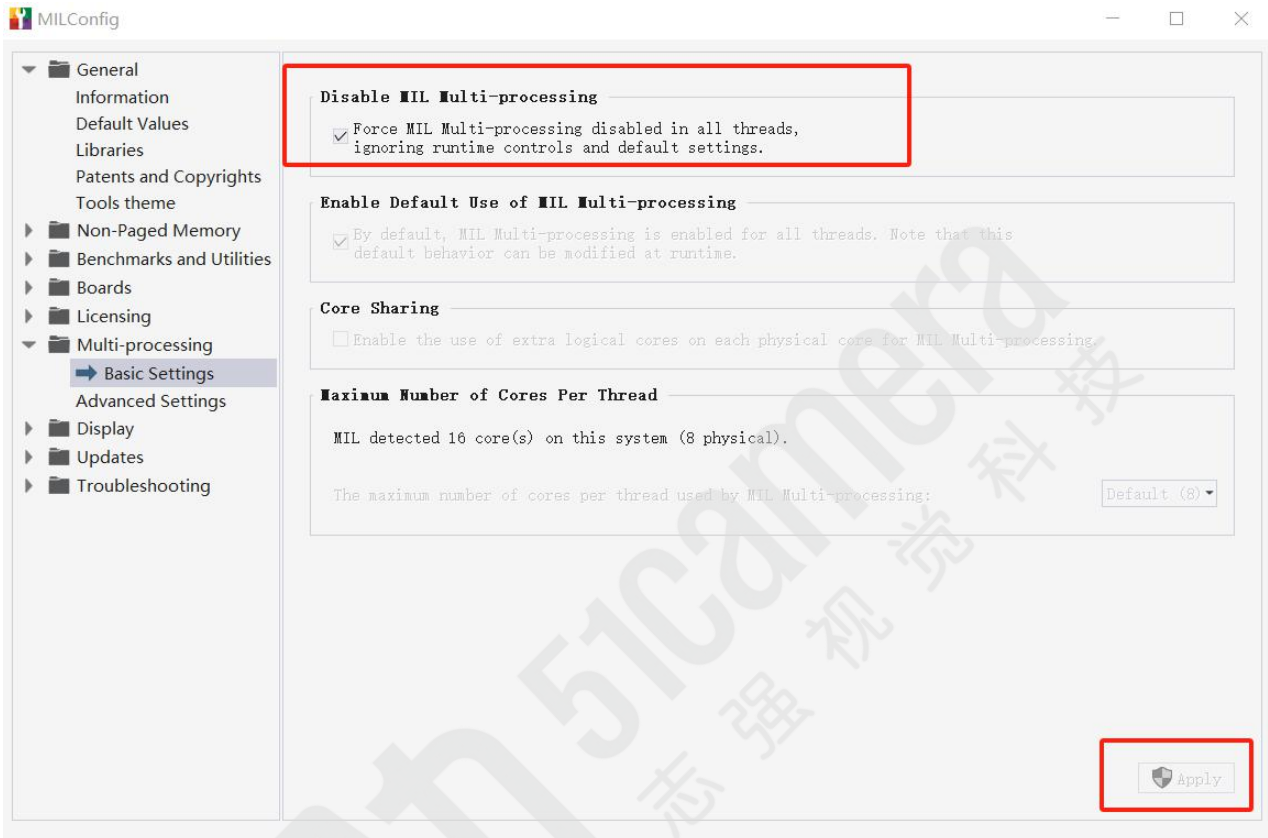 MILConfig
General
Information
Default Values
Libraries
Patents and Copyrights
Tools theme
Non-Paged Memory
Benchmarks and Utilities
Boards
Licensing
Multi-processing
Basic Settings
Advanced Settings
Display
Updates
Troubleshooting
Disable MIL Multi-processing
Force MIL Multi-processing disabled in all threads,
ignoring runtime controls and default settings.
Enable Default Use of MIL Multi-processing
By default, MIL Multi-processing is enabled for all threads. Note that this
default behavior can be modified at runtime.
Core Sharing
Enable the use of extra logical cores on each physical core for MIL Multi-processing.
Maximum Number of Cores Per Thread
MIL detected 16 core(s) on this system (8 physical).
The maximum number of cores per thread used by MIL Multi-processing:
Default (8)
Apply
51camera
志强视觉科技